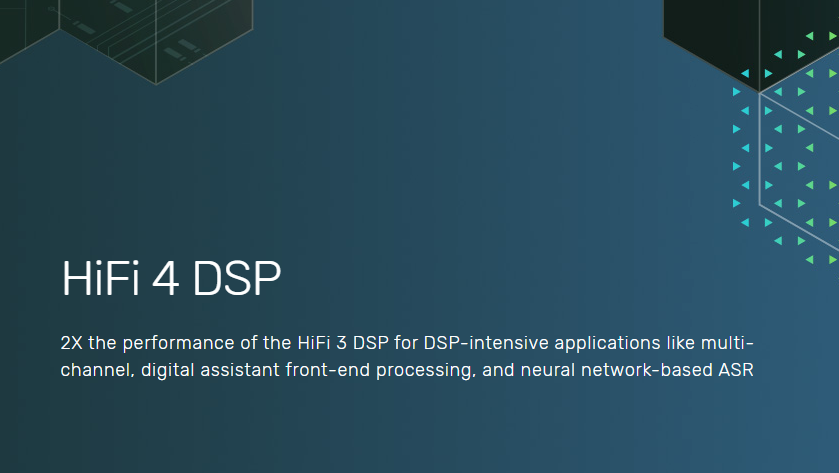 HiFi 4 DSP
2X the performance of the HiFi 3 DSP for DSP-intensive applications like multi-
channel, digital assistant front-end processing, and neural network-based ASR